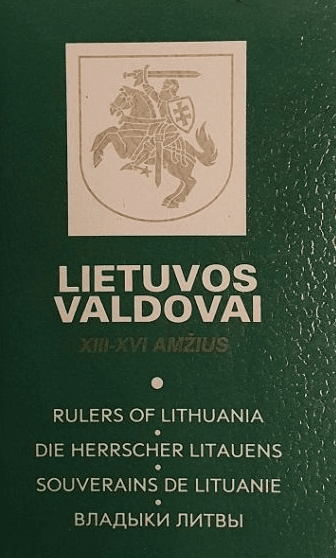 LIETUVOS
VALDOVAI
XIII-XVI AMŽIUS
RULERS OF LITHUANIA
DIE HERRSCHER LITAUENS
SOUVERAINS DE LITUANIE
ВЛАДЫКИ ЛИТВЫ